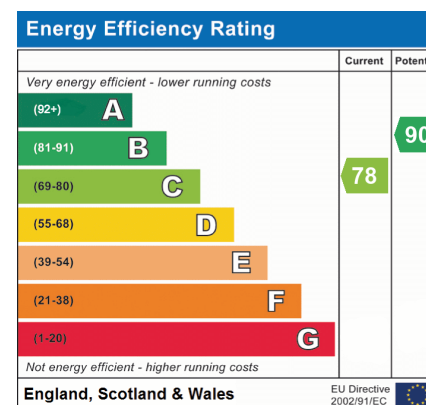 Energy Efficiency Rating
Current Potent
Very energy efficient - lower running costs
(92+) A
(81-91) B
90
(69-80) C
78
(55-68) D
(39-54) E
(21-38) F
(1-20) G
Not energy efficient - higher running costs
England, Scotland & Wales
EU Directive
2002/91/EC